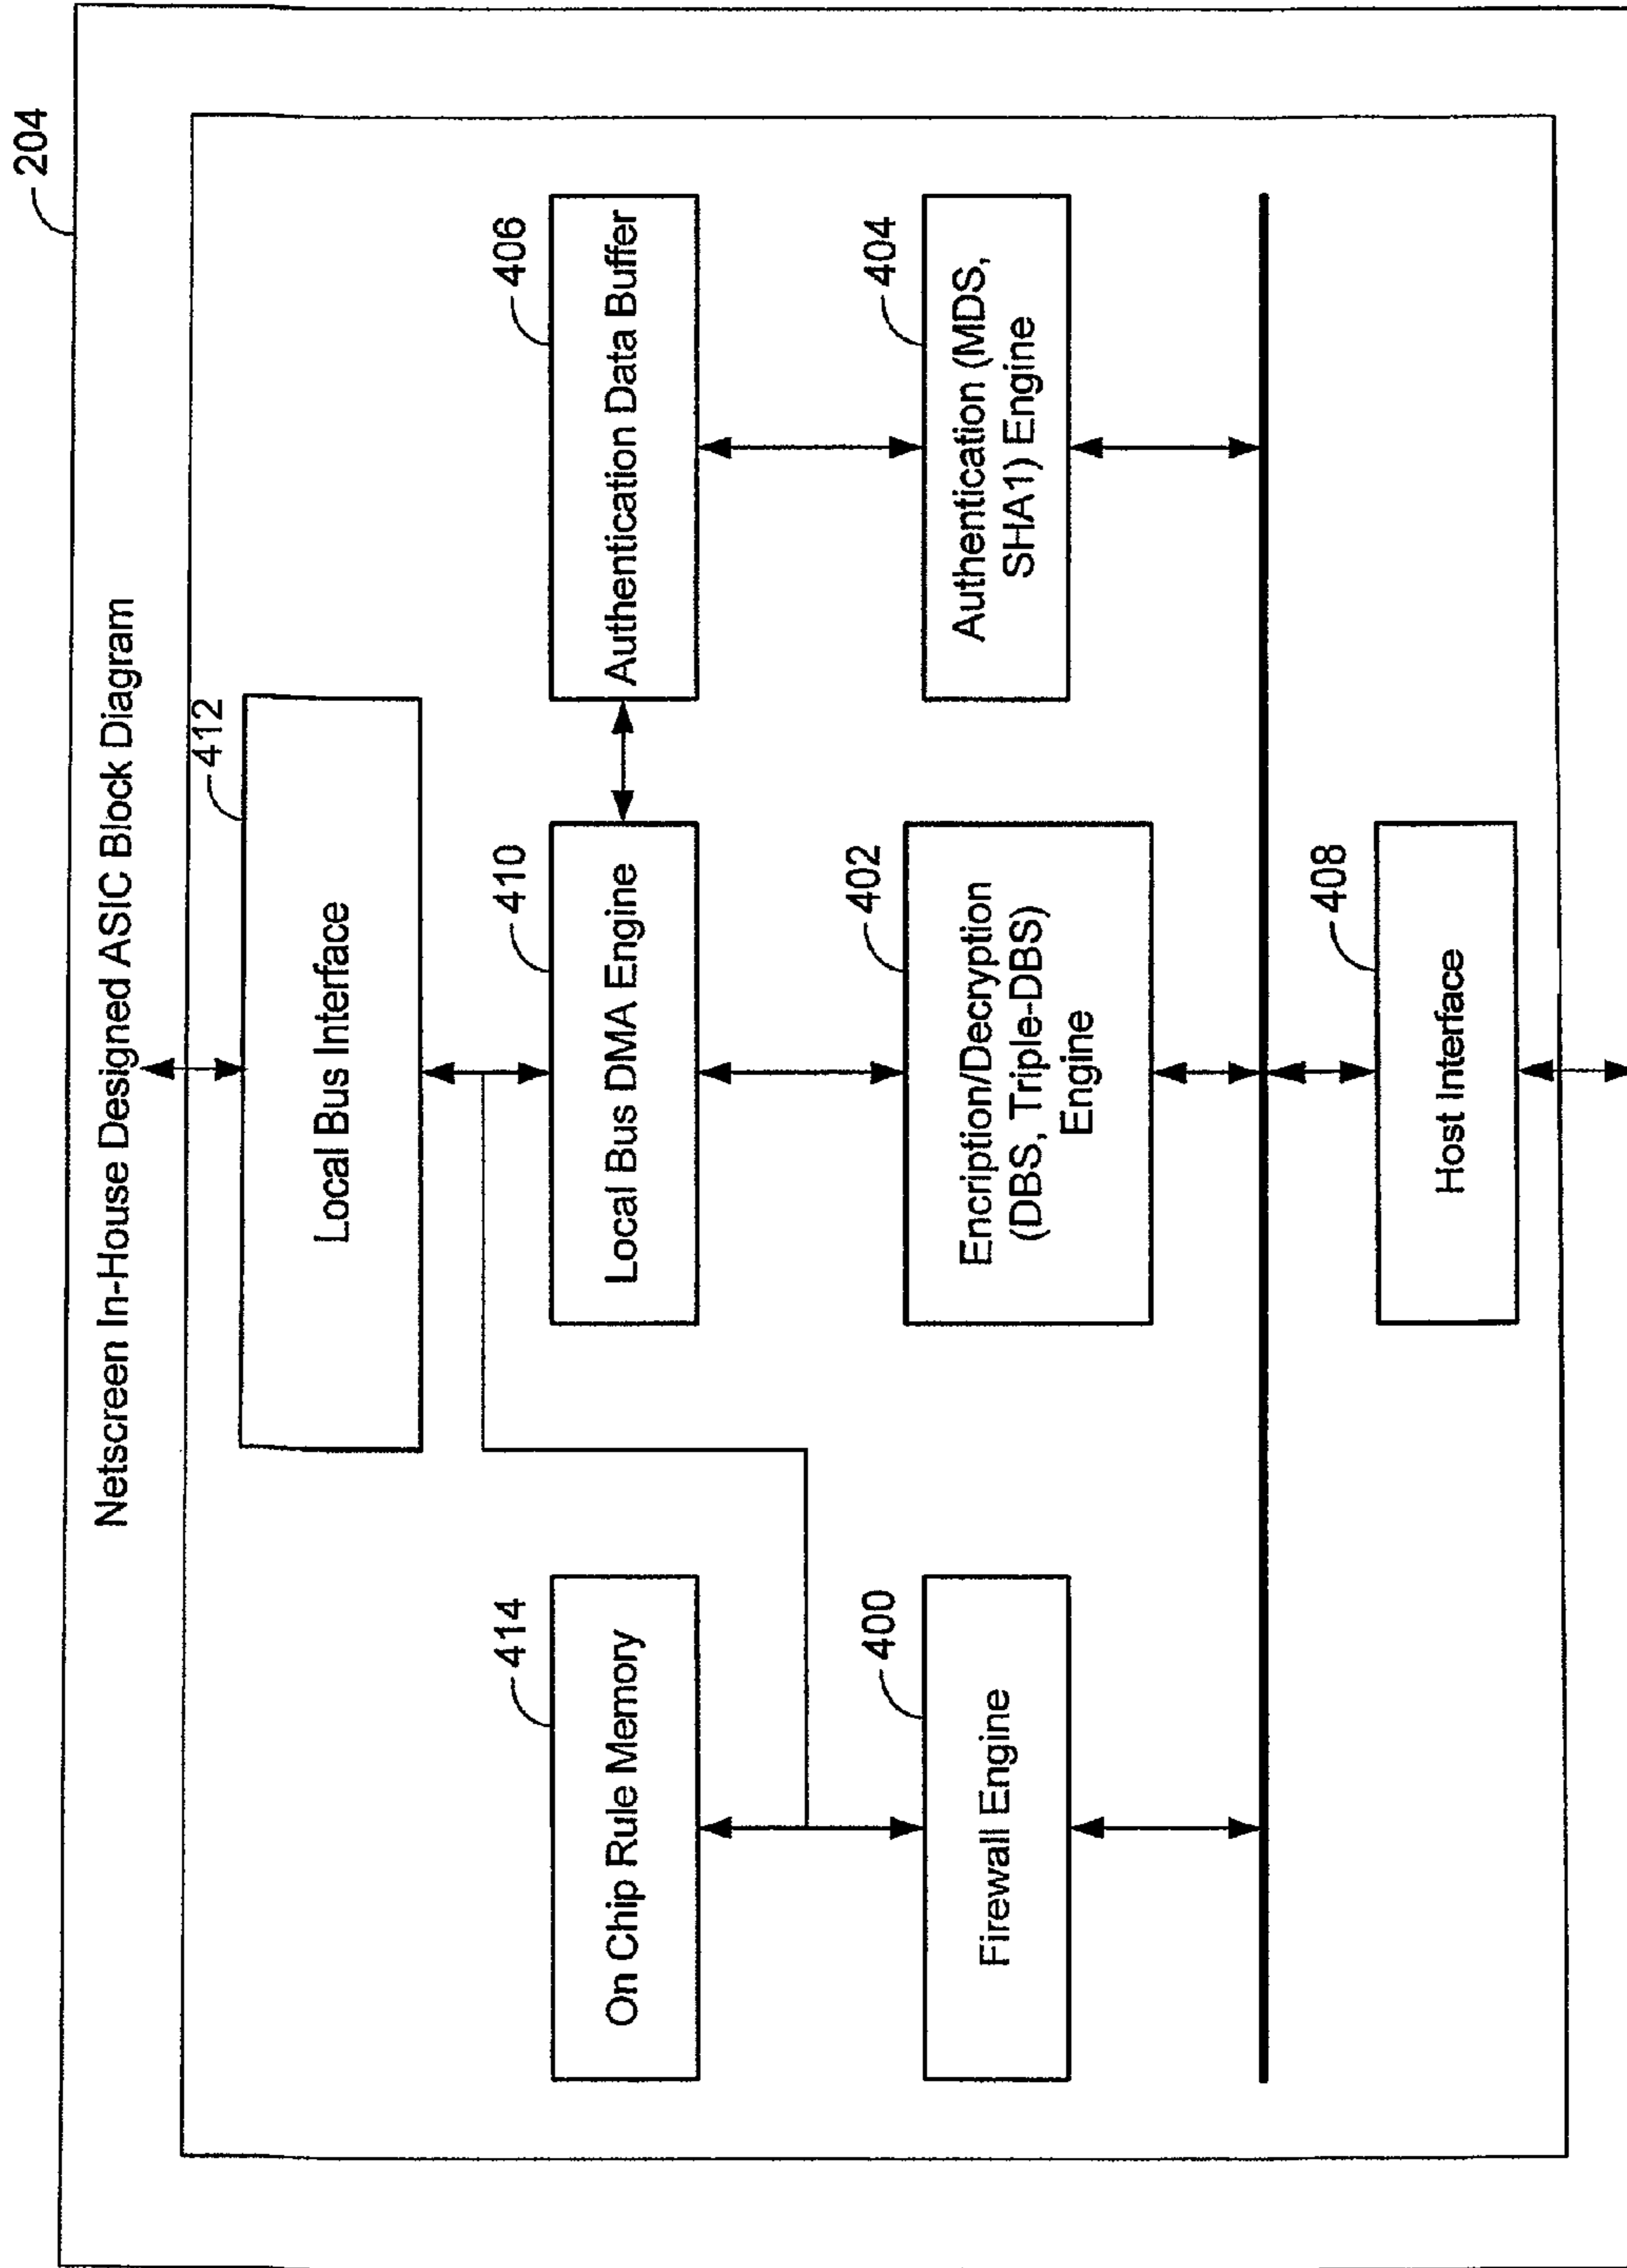 204
Netscreen In-House Designed ASIC Block Diagram
412
Local Bus Interface
414
On Chip Rule Memory
410
Local Bus DMA Engine
406
Authentication Data Buffer
400
Firewall Engine
402
Encription/Decryption
(DBS, Triple-DBS)
Engine
404
Authentication (MDS,
SHA1) Engine
408
Host Interface